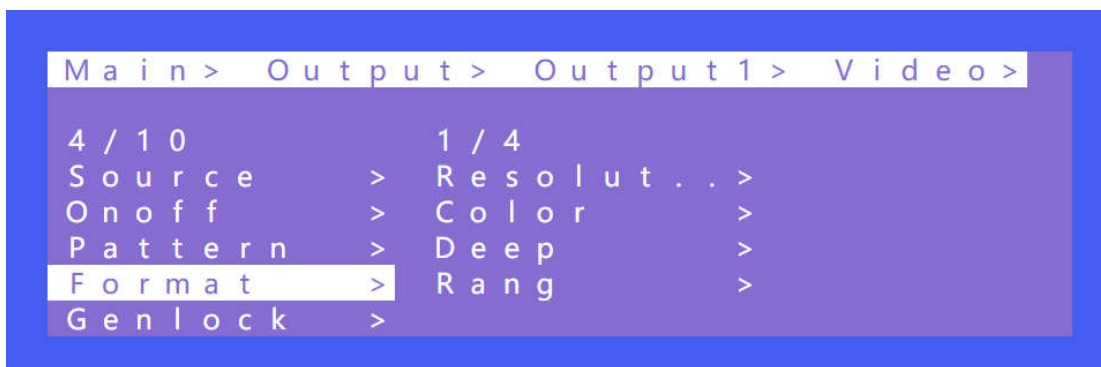 Main> Output> Output1> Video>
4/10 1/4
Source > Resolut..>
Onoff > Color >
Pattern > Deep >
Format > Rang >
Genlock >